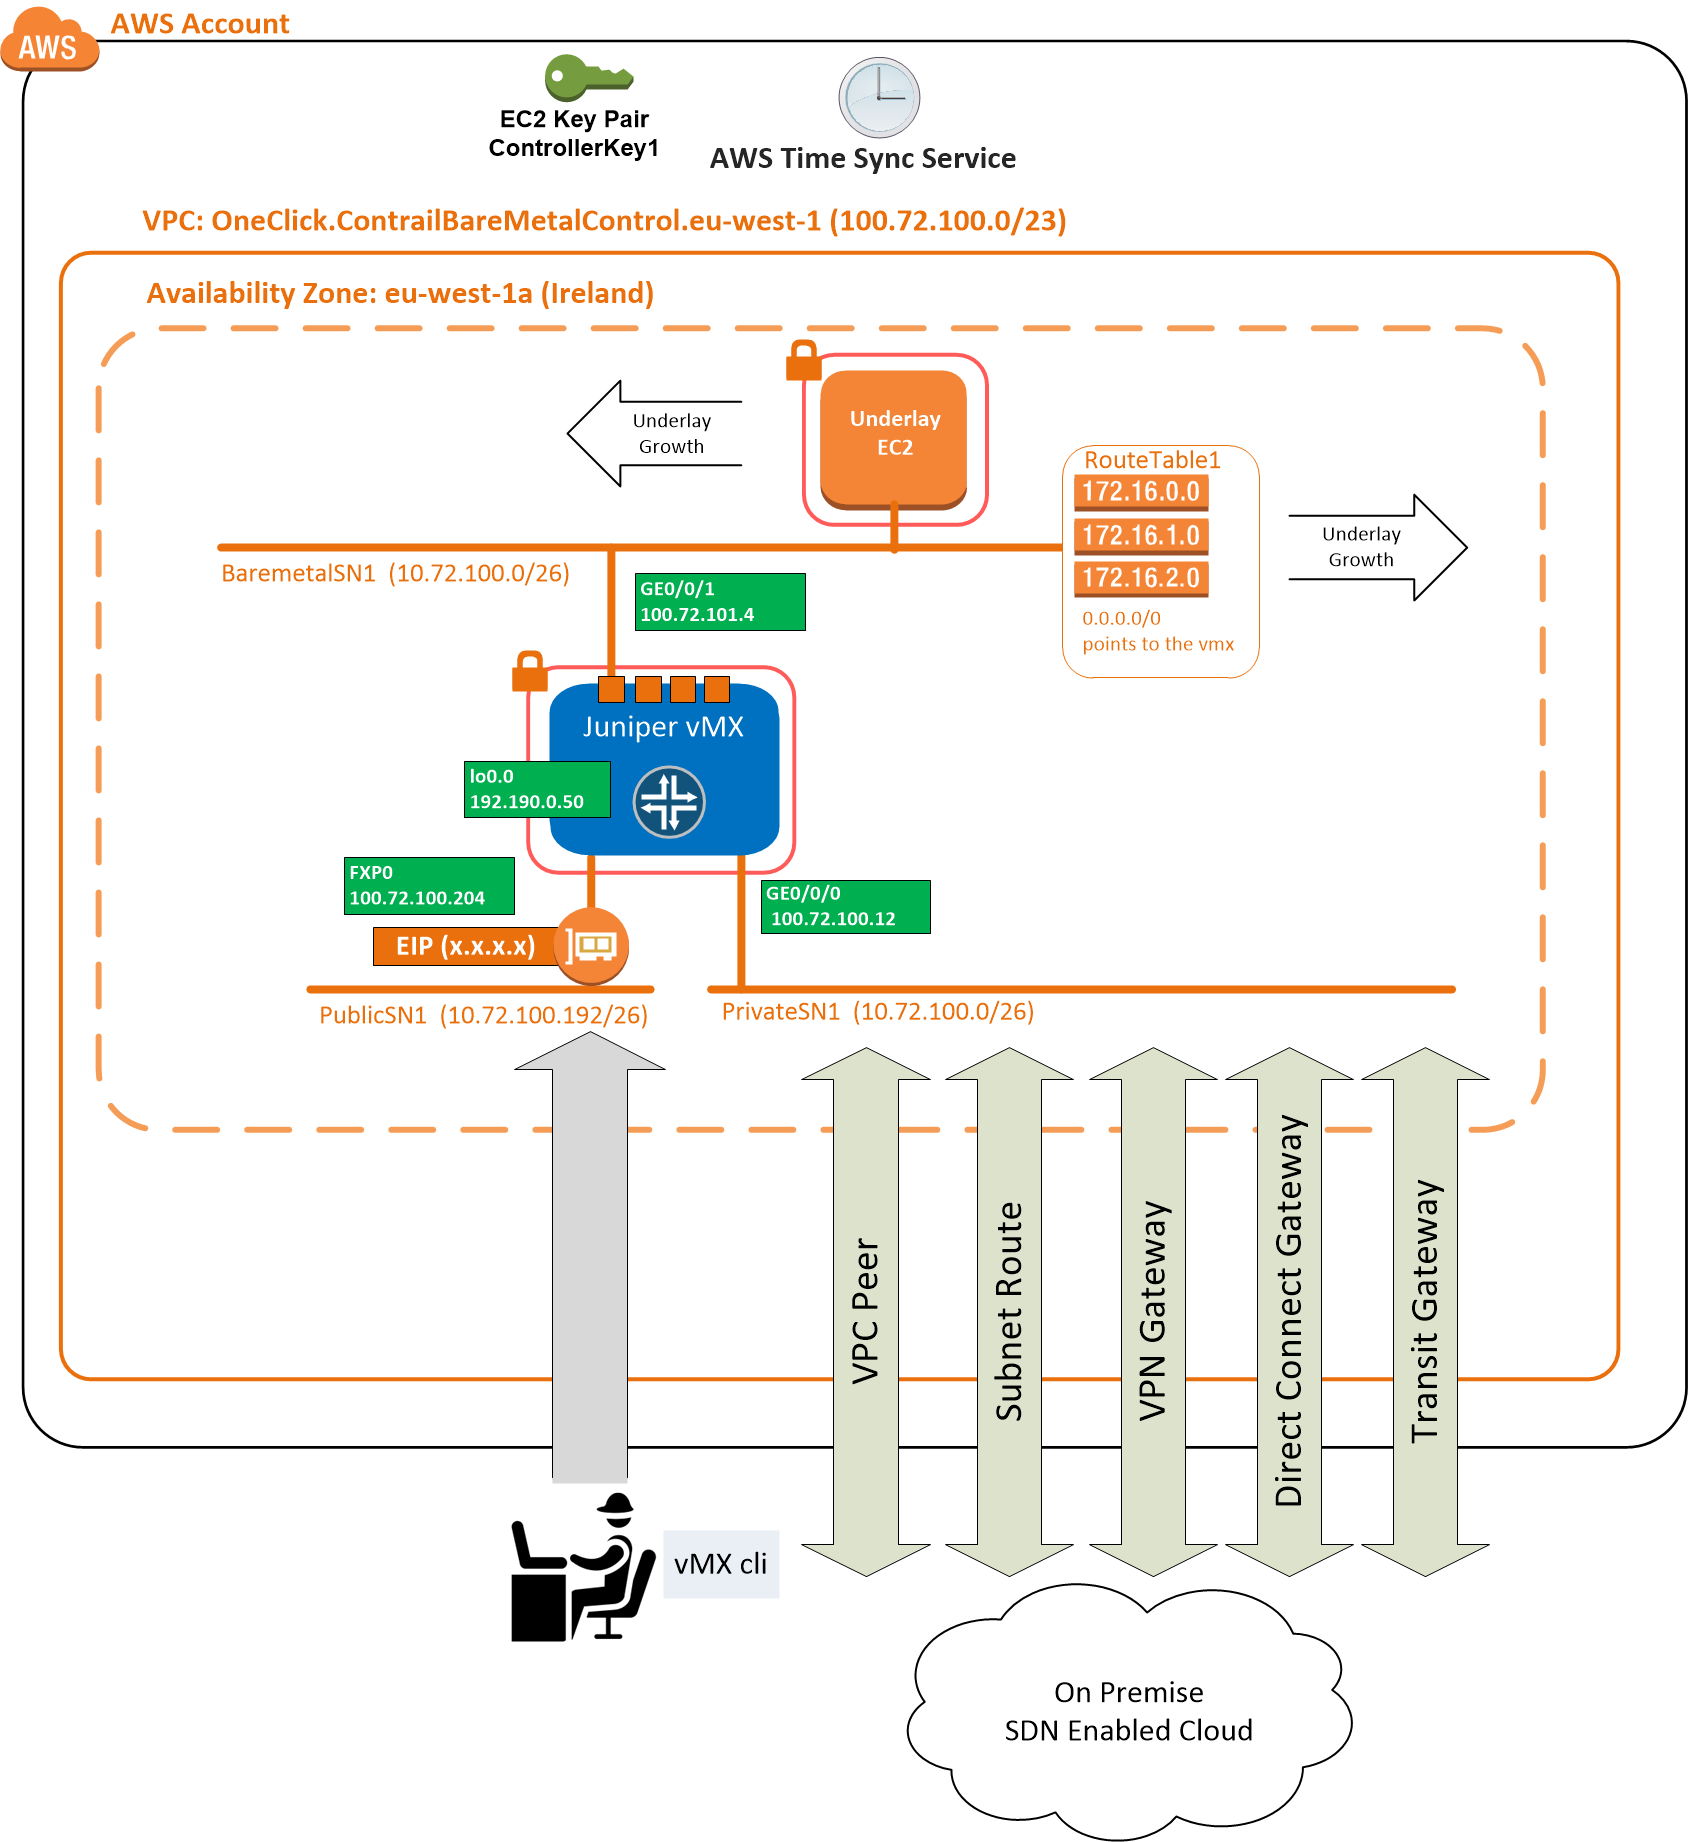 AWS Account
AWS
EC2 Key Pair
ControllerKey1
AWS Time Sync Service
VPC: OneClick.ContrailBareMetalControl.eu-west-1 (100.72.100.0/23)
Availability Zone: eu-west-1a (Ireland)
Underlay
Growth
Underlay
EC2
RouteTable1
172.16.0.0
172.16.1.0
172.16.2.0
0.0.0.0/0
points to the vmx
Underlay
Growth
BaremetalSN1  (10.72.100.0/26)
GE0/0/1
100.72.101.4
Juniper vMX
lo0.0
192.190.0.50
FXP0
100.72.100.204
GE0/0/0
100.72.100.12
EIP (x.x.x.x)
PublicSN1  (10.72.100.192/26)
PrivateSN1  (10.72.100.0/26)
VPC Peer
Subnet Route
VPN Gateway
Direct Connect Gateway
Transit Gateway
vMX cli
On Premise
SDN Enabled Cloud